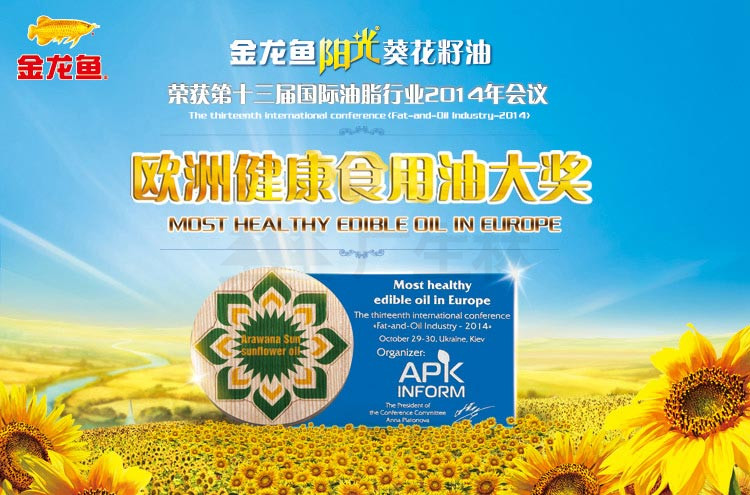 金龙鱼
金龙鱼阳光葵花籽油
荣获第十三届国际油脂行业2014年会议
The thirteenth international conference‹Fat-and-Oil Industry-2014›
欧洲健康食用油大奖
MOST HEALTHY EDIBLE OIL IN EUROPE
Arawana Sun
sunflower oil
Most healthy
edible oil in Europe
The thirteenth international conference
«Fat-and-Oil Industry - 2014»
October 29-30, Ukraine, Kiev
Organizer:
APK
INFORM
The President of
the Conference Committee
Anna Platonova